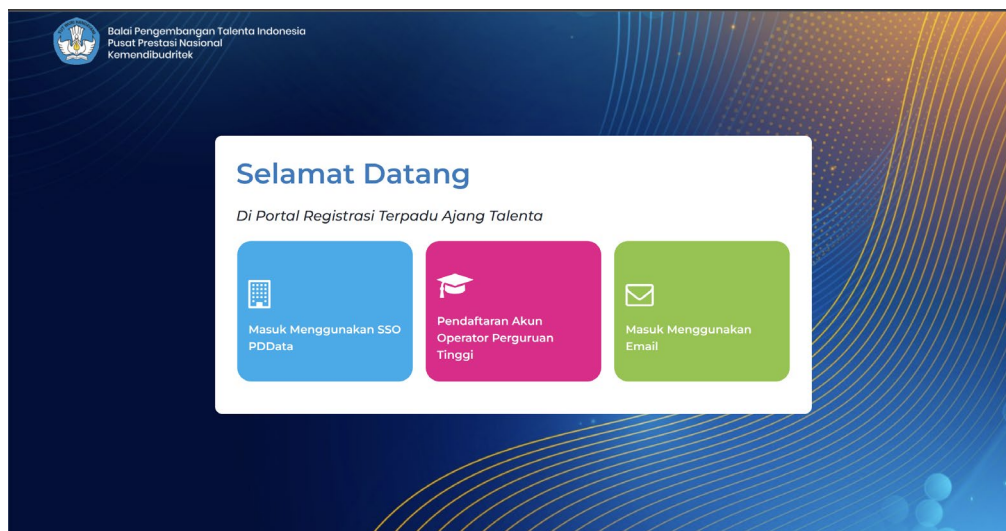 Balai Pengembangan Talenta Indonesia
Pusat Prestasi Nasional
Kemendibudritek
Selamat Datang
Di Portal Registrasi Terpadu Ajang Talenta
Masuk Menggunakan SSO
PDData
Pendaftaran Akun
Operator Perguruan
Tinggi
Masuk Menggunakan
Email